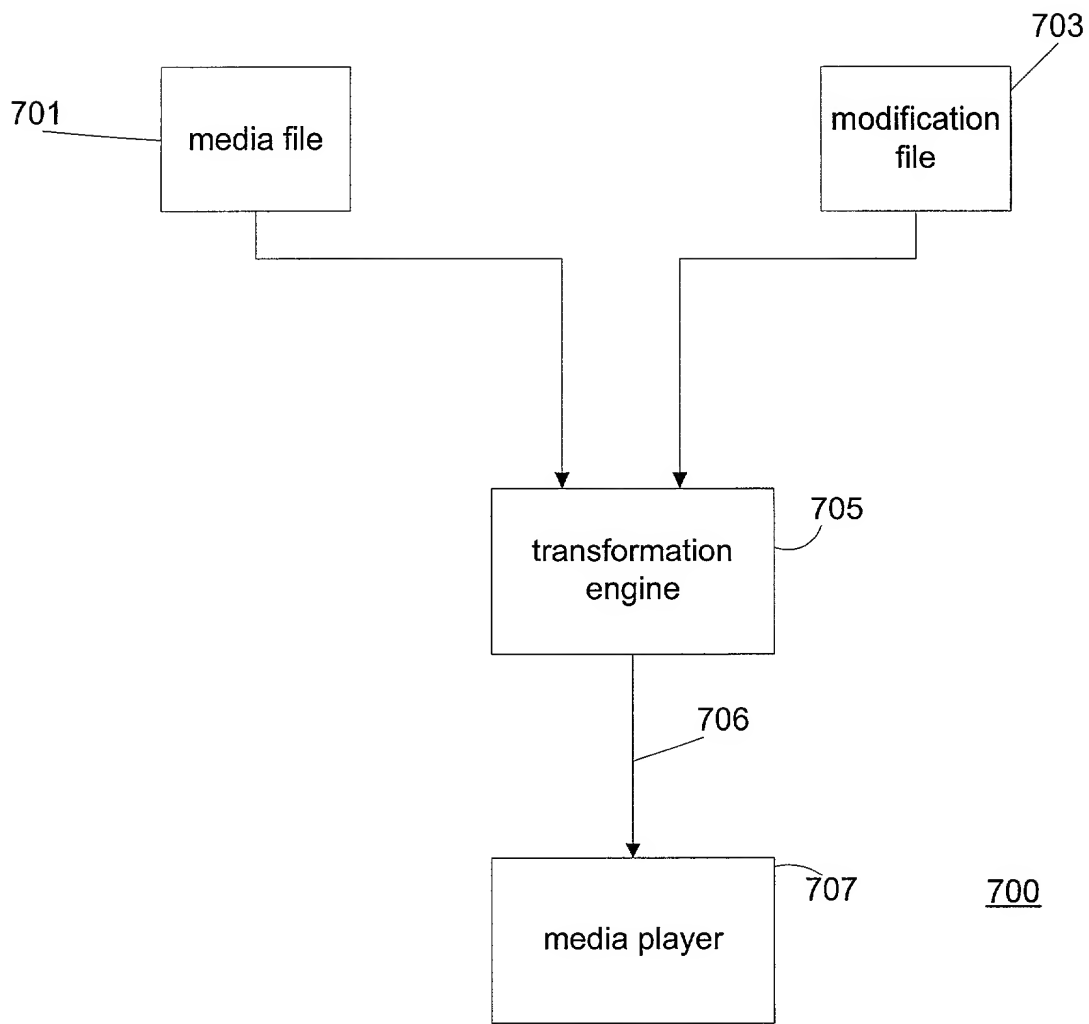 703
701
media file
modification
file
705
transformation
engine
706
707
700
media player